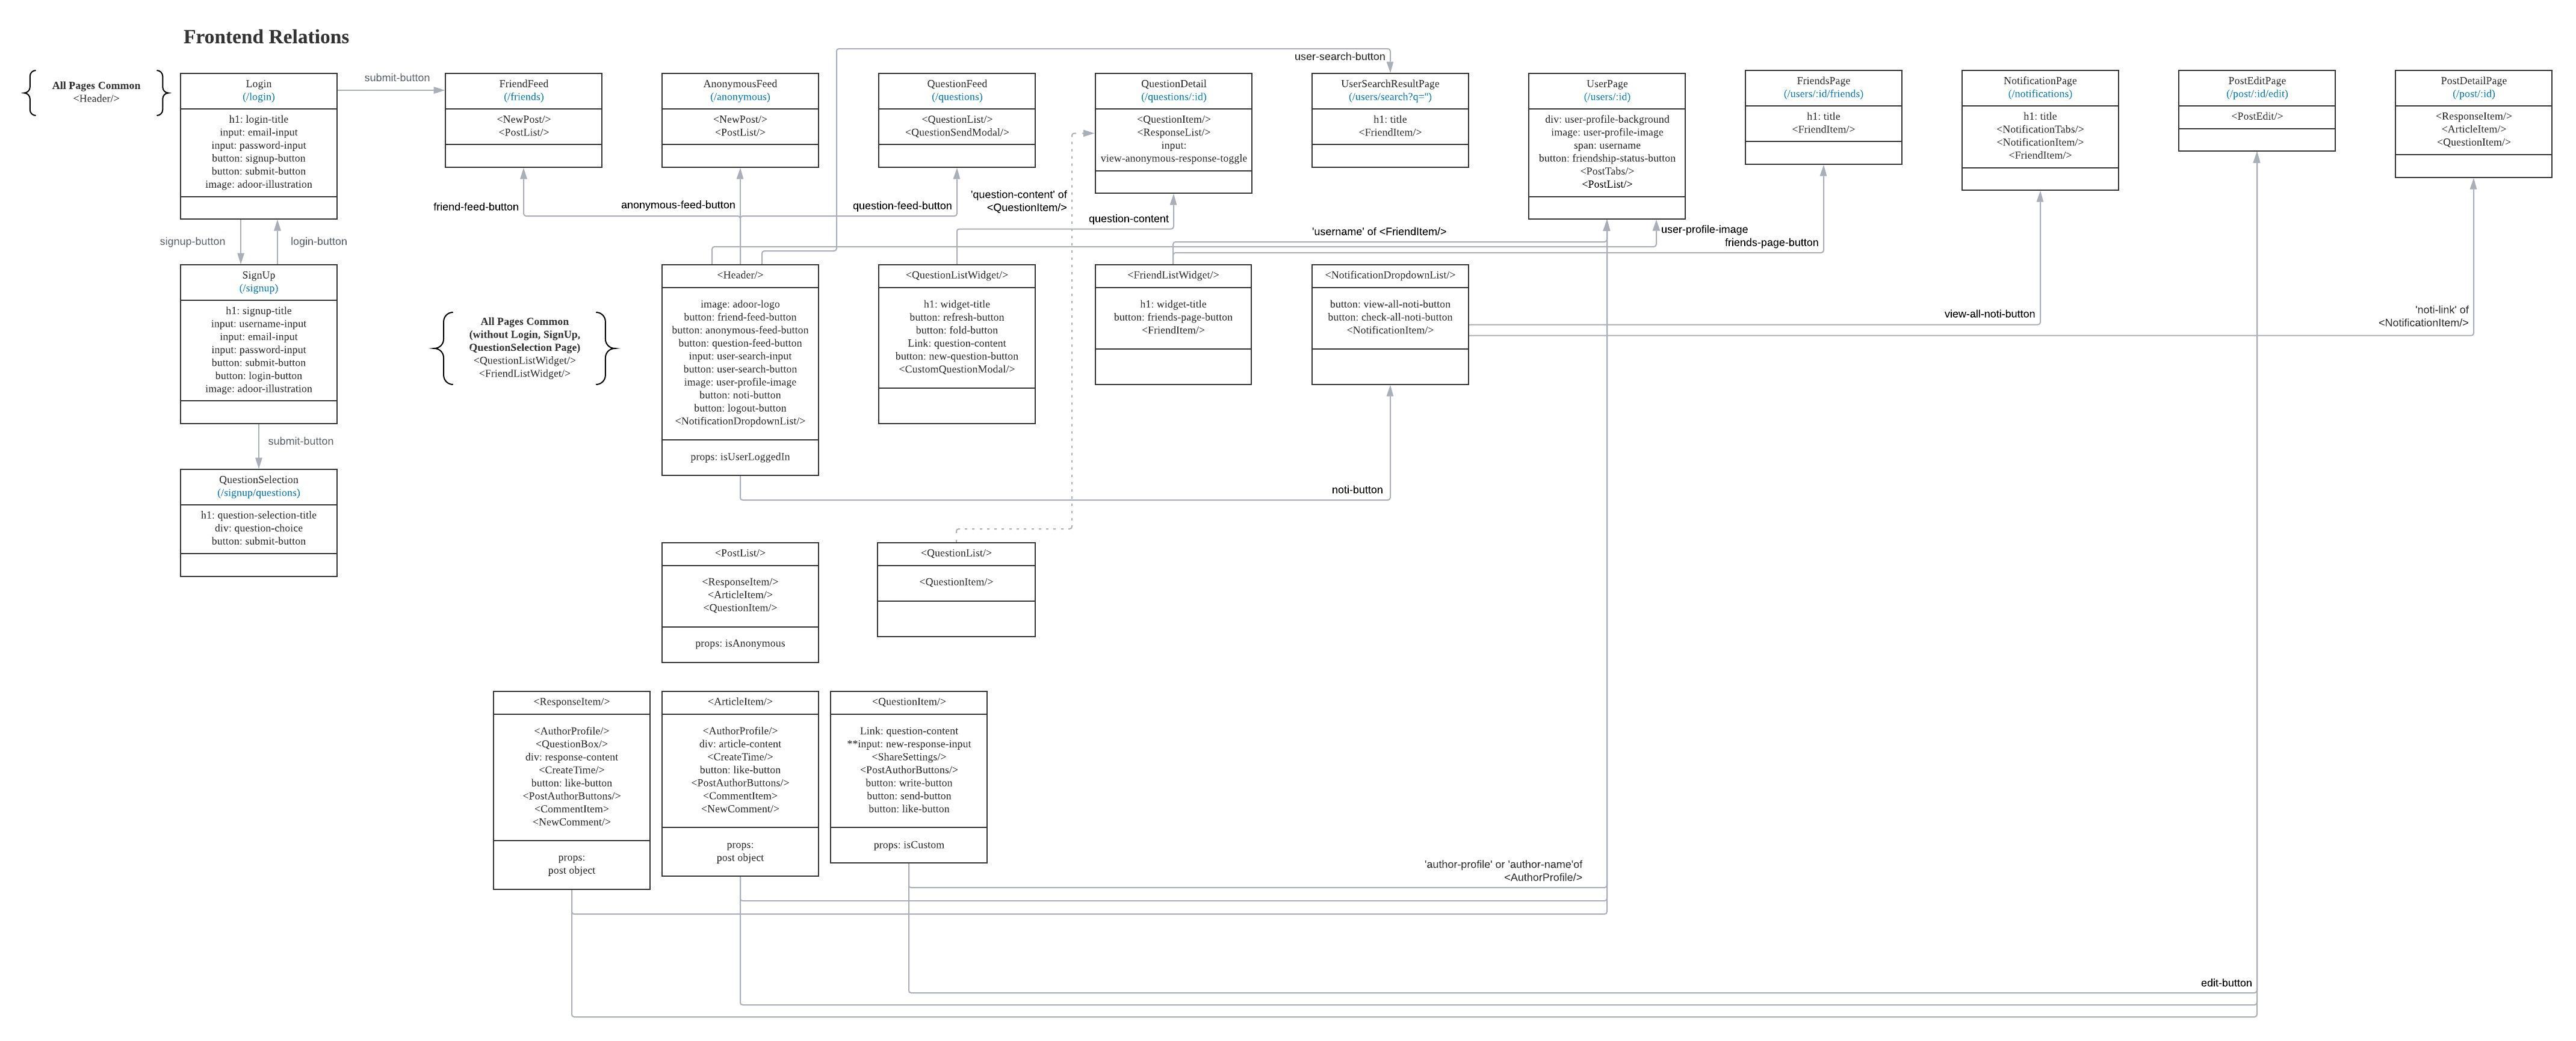 Frontend Relations
All Pages Common
<Header/>
Login
(/login)
h1: login-title
input: email-input
input: password-input
button: signup-button
button: submit-button
image: adoor-illustration
submit-button
FriendFeed
(/friends)
<NewPost/>
<PostList/>
AnonymousFeed
(/anonymous)
<NewPost/>
<PostList/>
QuestionFeed
(/questions)
<QuestionList/>
<QuestionSendModal/>
QuestionDetail
(/questions/:id)
<QuestionItem/>
<ResponseList/>
input:
view-anonymous-response-toggle
user-search-button
UserSearchResultPage
(/users/search?q='')
h1: title
<FriendItem/>
UserPage
(/users/:id)
div: user-profile-background
image: user-profile-image
span: username
button: friendship-status-button
<PostTabs/>
<PostList/>
FriendsPage
(/users/:id/friends)
h1: title
<FriendItem/>
NotificationPage
(/notifications)
h1: title
<NotificationTabs/>
<NotificationItem/>
<FriendItem/>
PostEditPage
(/post/:id/edit)
<PostEdit/>
PostDetailPage
(/post/:id)
<ResponseItem/>
<ArticleItem/>
<QuestionItem/>
friend-feed-button
anonymous-feed-button
question-feed-button
'question-content' of
<QuestionItem/>
question-content
'username' of <FriendItem/>
user-profile-image
friends-page-button
signup-button
login-button
SignUp
(/signup)
h1: signup-title
input: username-input
input: email-input
input: password-input
button: submit-button
button: login-button
image: adoor-illustration
All Pages Common
(without Login, SignUp,
QuestionSelection Page)
<QuestionListWidget/>
<FriendListWidget/>
<Header/>
image: adoor-logo
button: friend-feed-button
button: anonymous-feed-button
button: question-feed-button
input: user-search-input
button: user-search-button
image: user-profile-image
button: noti-button
button: logout-button
<NotificationDropdownList/>
props: isUserLoggedIn
<QuestionListWidget/>
h1: widget-title
button: refresh-button
button: fold-button
Link: question-content
button: new-question-button
<CustomQuestionModal/>
<FriendListWidget/>
h1: widget-title
button: friends-page-button
<FriendItem/>
<NotificationDropdownList/>
button: view-all-noti-button
button: check-all-noti-button
<NotificationItem/>
view-all-noti-button
'noti-link' of
<NotificationItem/>
submit-button
noti-button
QuestionSelection
(/signup/questions)
h1: question-selection-title
div: question-choice
button: submit-button
<PostList/>
<ResponseItem/>
<ArticleItem/>
<QuestionItem/>
props: isAnonymous
<QuestionList/>
<QuestionItem/>
<ResponseItem/>
<AuthorProfile/>
<QuestionBox/>
div: response-content
<CreateTime/>
button: like-button
<PostAuthorButtons/>
<CommentItem>
<NewComment/>
props:
post object
<ArticleItem/>
<AuthorProfile/>
div: article-content
<CreateTime/>
button: like-button
<PostAuthorButtons/>
<CommentItem>
<NewComment/>
props:
post object
<QuestionItem/>
Link: question-content
**input: new-response-input
<ShareSettings/>
<PostAuthorButtons/>
button: write-button
button: send-button
button: like-button
props: isCustom
'author-profile' or 'author-name'of
<AuthorProfile/>
edit-button